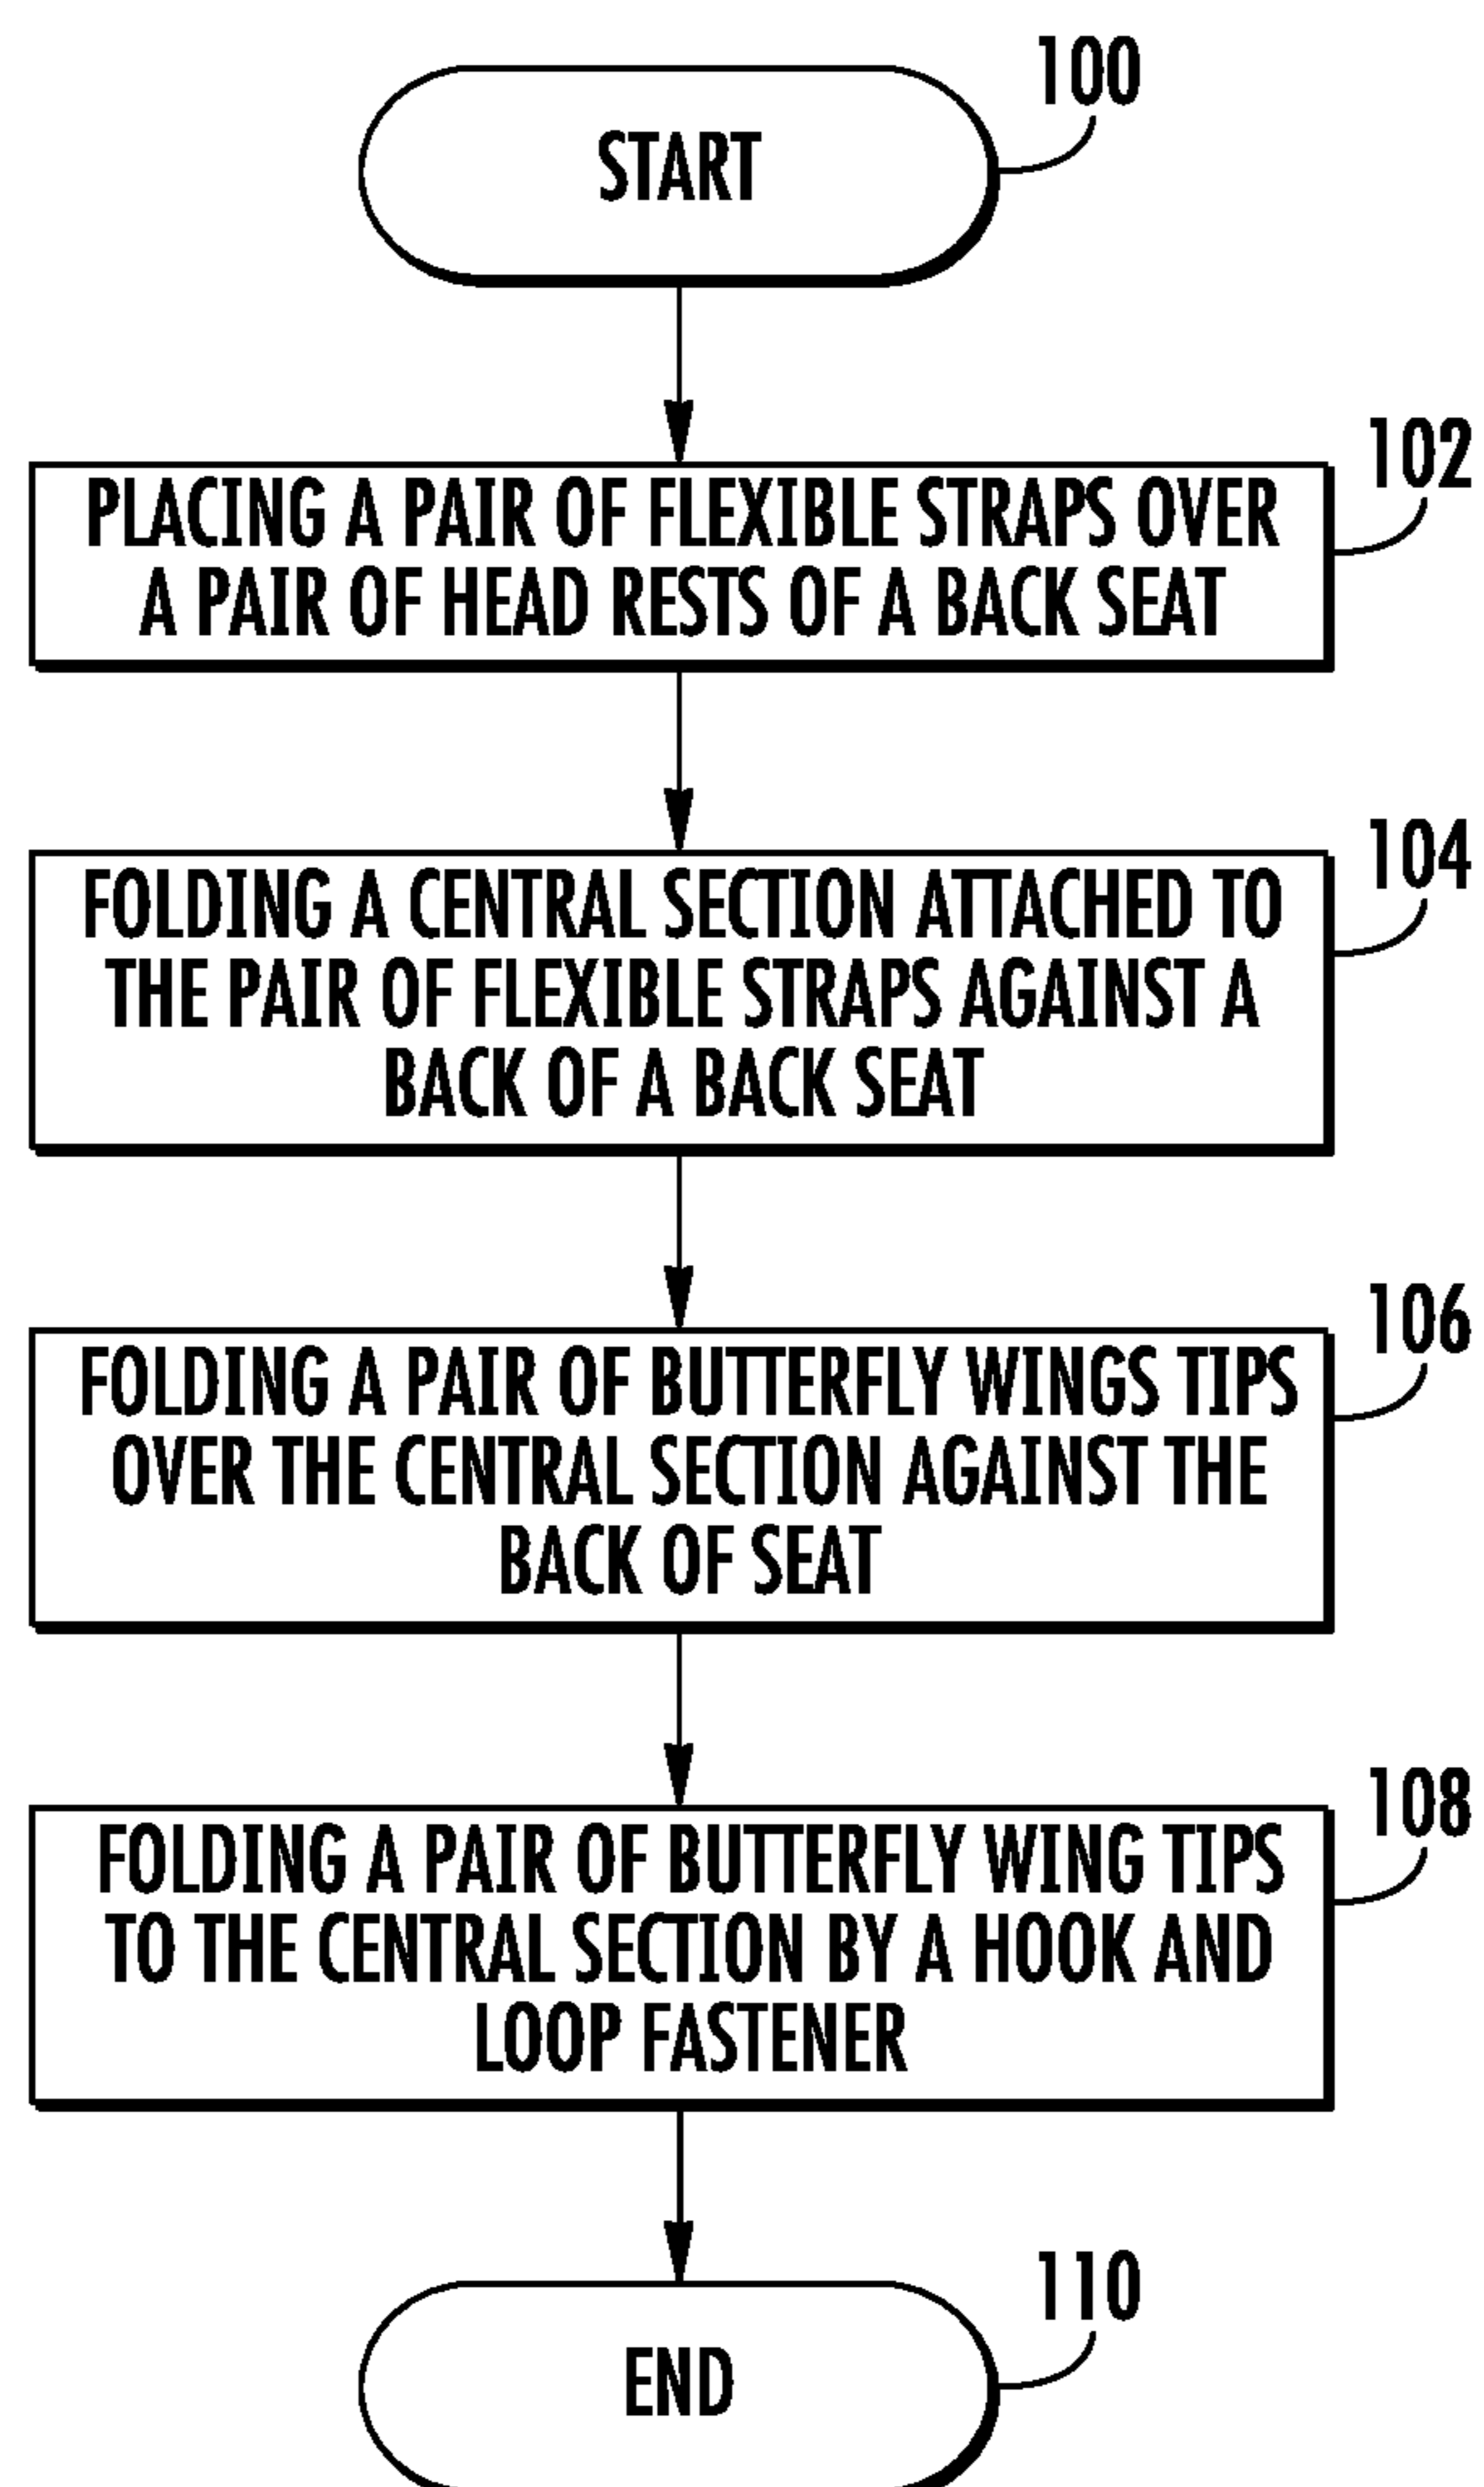 100
START
102
PLACING A PAIR OF FLEXIBLE STRAPS OVER
A PAIR OF HEAD RESTS OF A BACK SEAT
104
FOLDING A CENTRAL SECTION ATTACHED TO
THE PAIR OF FLEXIBLE STRAPS AGAINST A
BACK OF A BACK SEAT
106
FOLDING A PAIR OF BUTTERFLY WINGS TIPS
OVER THE CENTRAL SECTION AGAINST THE
BACK OF SEAT
108
FOLDING A PAIR OF BUTTERFLY WING TIPS
TO THE CENTRAL SECTION BY A HOOK AND
LOOP FASTENER
110
END